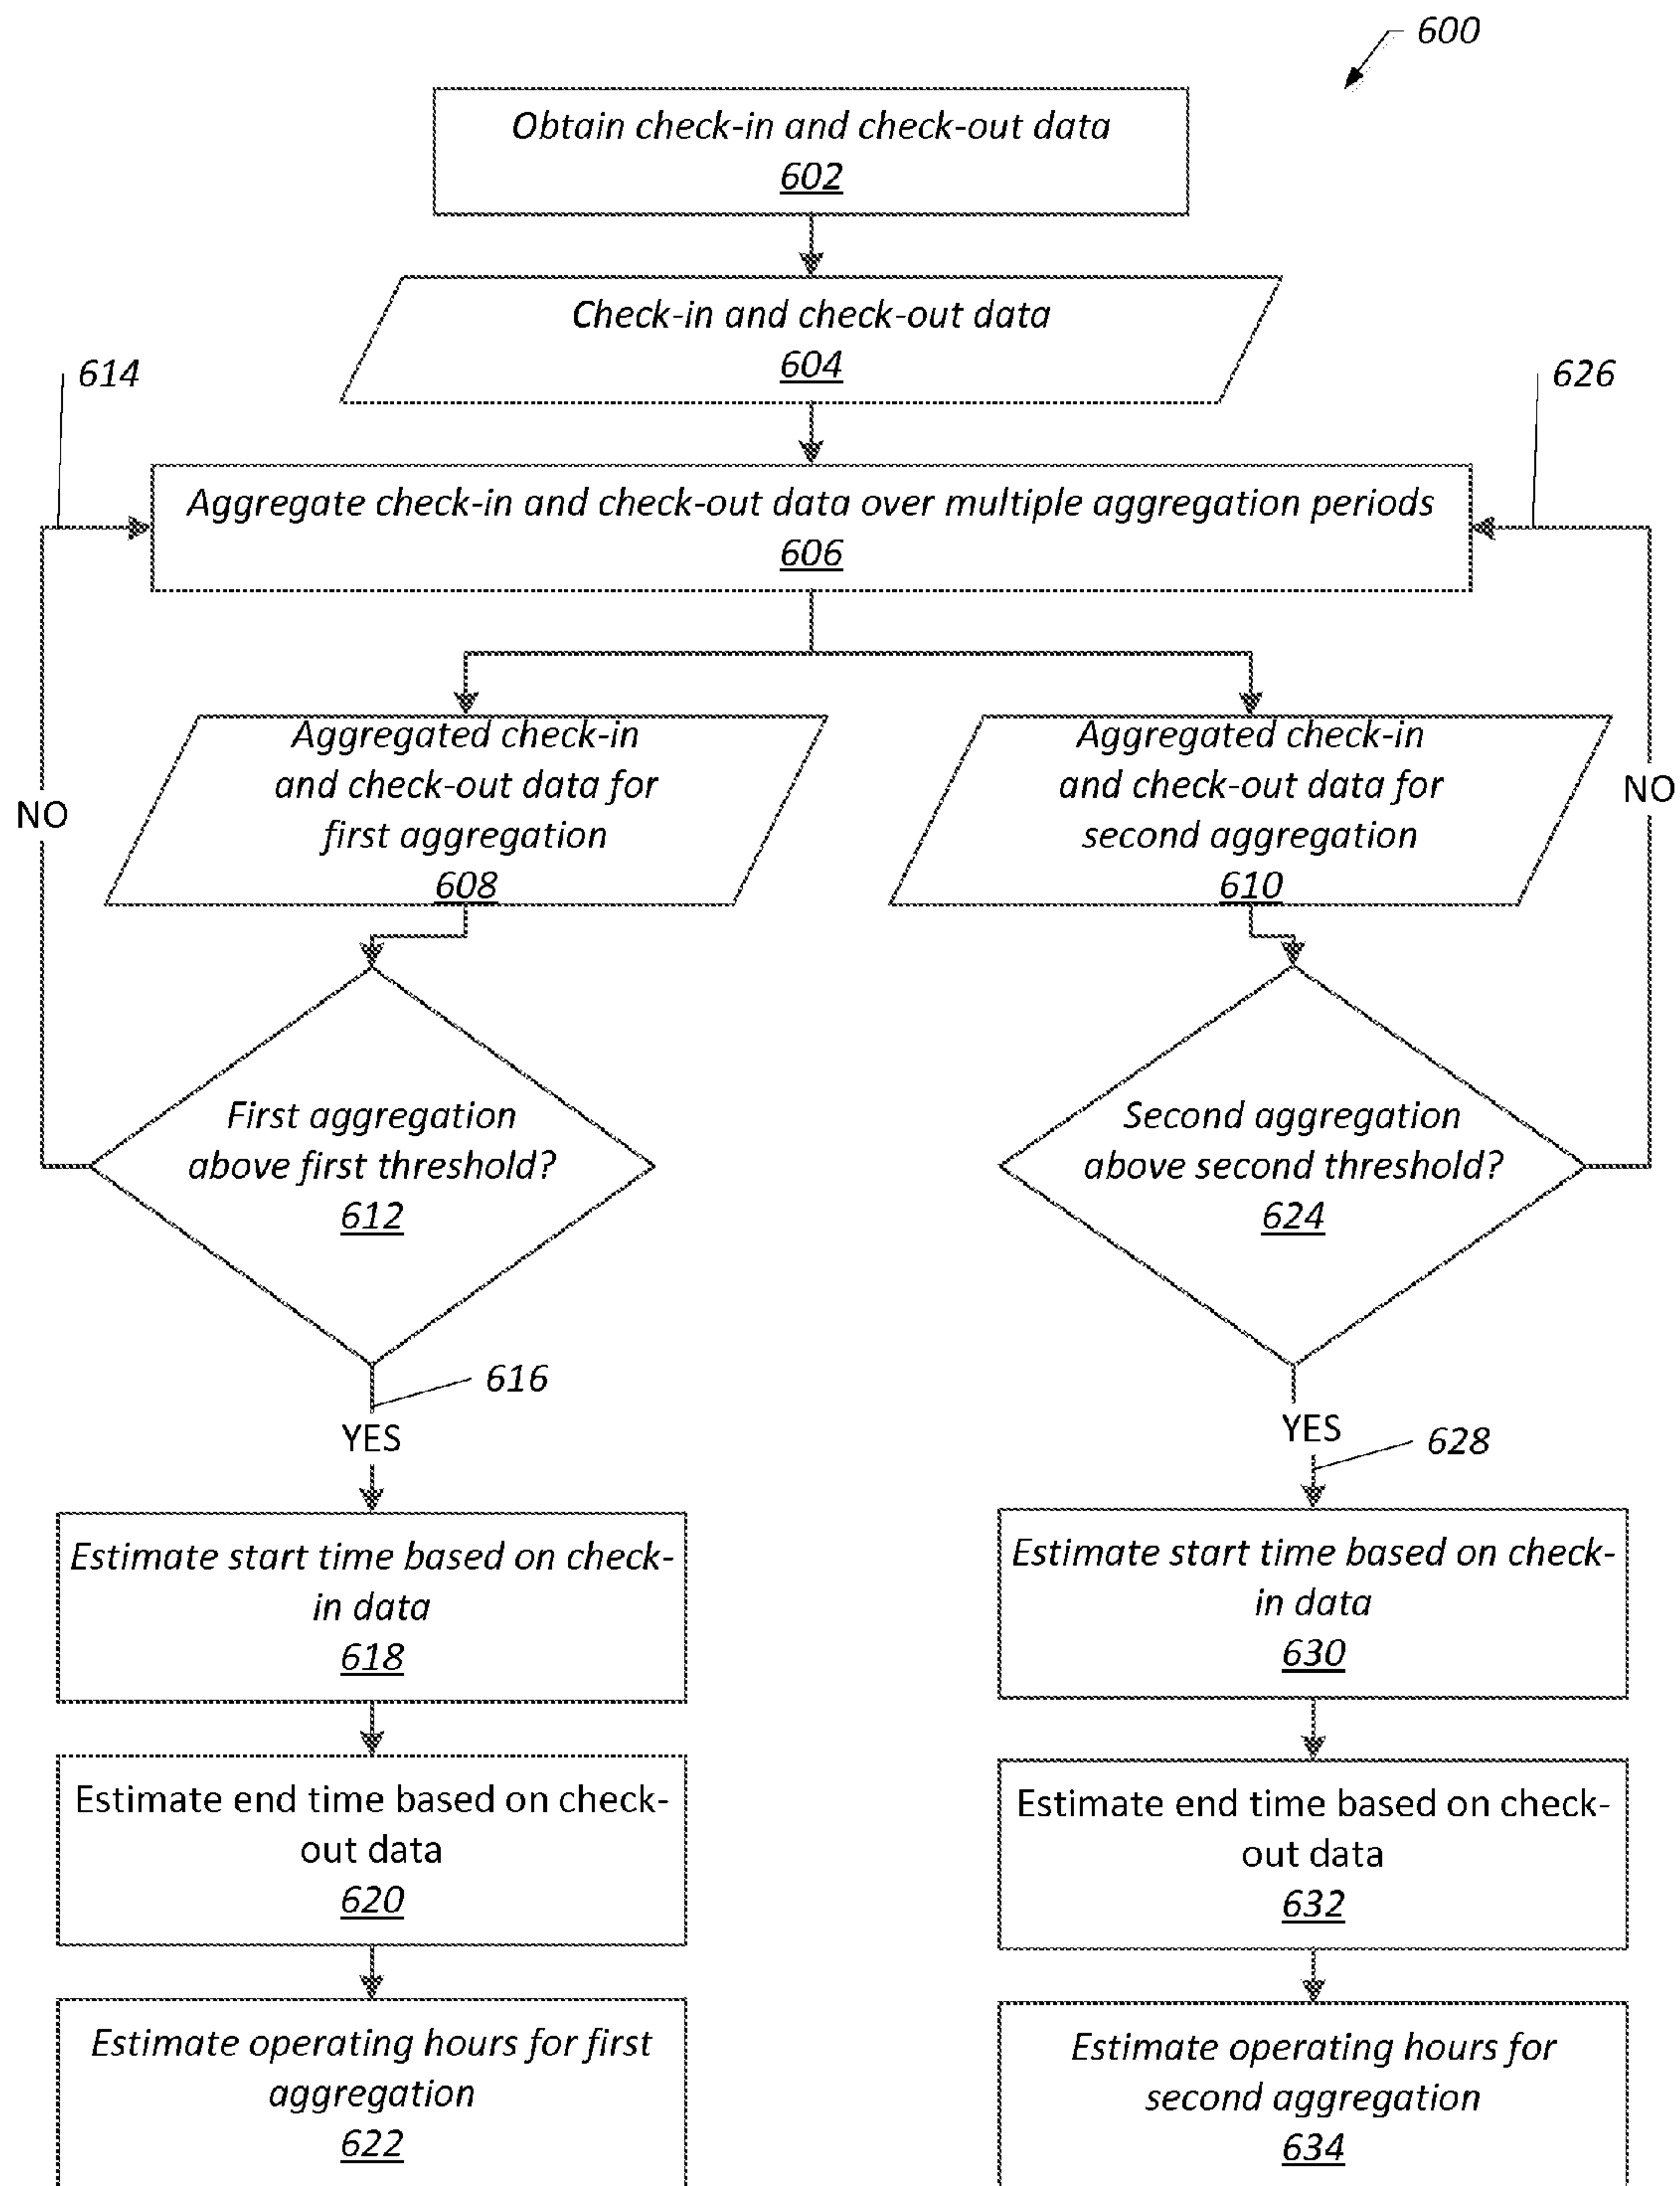 600
Obtain check-in and check-out data
602
Check-in and check-out data
604
614
626
Aggregate check-in and check-out data over multiple aggregation periods
606
Aggregated check-in
and check-out data for
first aggregation
608
Aggregated check-in
and check-out data for
second aggregation
610
NO
NO
First aggregation
above first threshold?
612
Second aggregation
above second threshold?
624
616
YES
YES
628
Estimate start time based on check-
in data
618
Estimate start time based on check-
in data
630
Estimate end time based on check-
out data
620
Estimate end time based on check-
out data
632
Estimate operating hours for first
aggregation
622
Estimate operating hours for
second aggregation
634